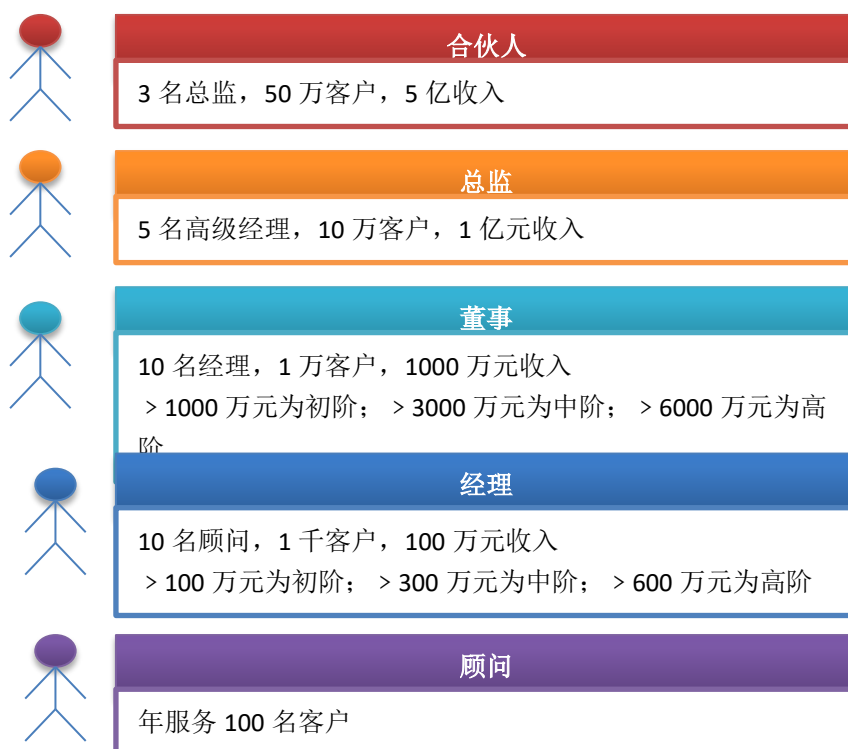 合伙人
3 名总监，50 万客户，5 亿收入
总监
5 名高级经理，10 万客户，1 亿元收入
董事
10 名经理，1 万客户，1000 万元收入
﹥1000 万元为初阶；﹥3000 万元为中阶；﹥6000 万元为高
阶
经理
10 名顾问，1 千客户，100 万元收入
﹥100 万元为初阶；﹥300 万元为中阶；﹥600 万元为高阶
顾问
年服务 100 名客户